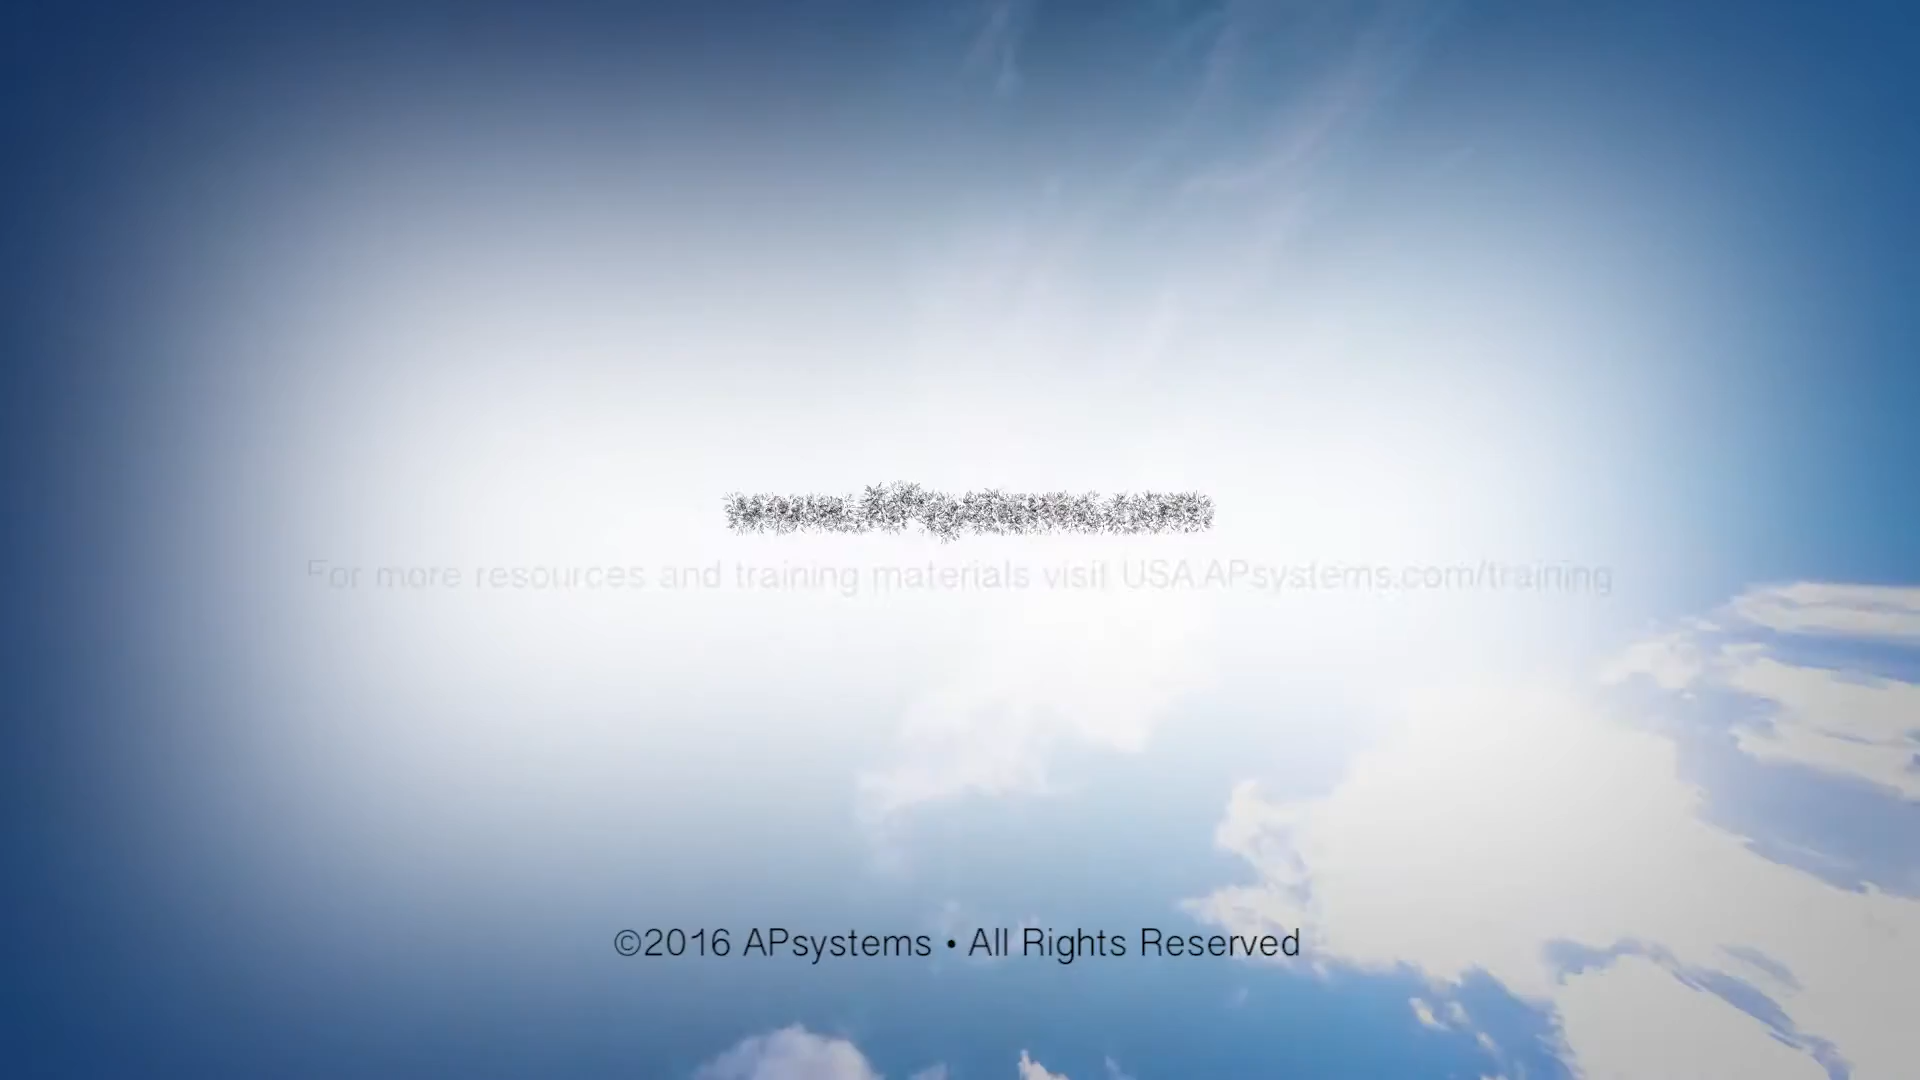 For more resources and training materials visit USA.APsystems.com/training
©2016 APsystems • All Rights Reserved